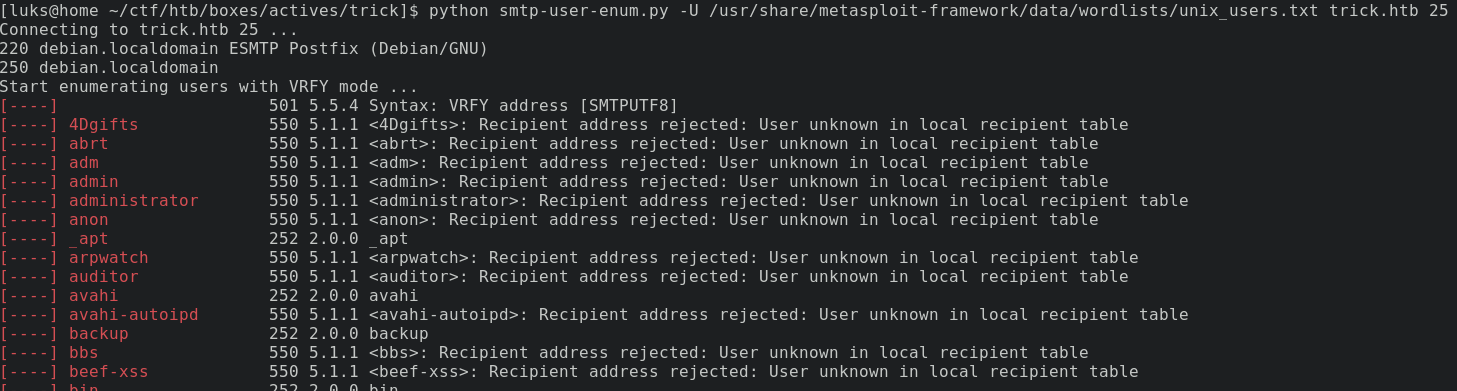 [luks@home ~/ctf/htb/boxes/actives/trick]$ python smtp-user-enum.py -U /usr/share/metasploit-framework/data/wordlists/unix_users.txt trick.htb 25
Connecting to trick.htb 25 ...
220 debian.localdomain ESMTP Postfix (Debian/GNU)
250 debian.localdomain
Start enumerating users with VRFY mode ...
[----]                     501 5.5.4 Syntax: VRFY address [SMTPUTF8]
[----] 4Dgifts             550 5.1.1 <4Dgifts>: Recipient address rejected: User unknown in local recipient table
[----] abrt                550 5.1.1 <abrt>: Recipient address rejected: User unknown in local recipient table
[----] adm                 550 5.1.1 <adm>: Recipient address rejected: User unknown in local recipient table
[----] admin               550 5.1.1 <admin>: Recipient address rejected: User unknown in local recipient table
[----] administrator       550 5.1.1 <administrator>: Recipient address rejected: User unknown in local recipient table
[----] anon                550 5.1.1 <anon>: Recipient address rejected: User unknown in local recipient table
[----] _apt                252 2.0.0 _apt
[----] arpwatch            550 5.1.1 <arpwatch>: Recipient address rejected: User unknown in local recipient table
[----] auditor             550 5.1.1 <auditor>: Recipient address rejected: User unknown in local recipient table
[----] avahi               252 2.0.0 avahi
[----] avahi-autoipd       550 5.1.1 <avahi-autoipd>: Recipient address rejected: User unknown in local recipient table
[----] backup              252 2.0.0 backup
[----] bbs                 550 5.1.1 <bbs>: Recipient address rejected: User unknown in local recipient table
[----] beef-xss            550 5.1.1 <beef-xss>: Recipient address rejected: User unknown in local recipient table
[----] bin                 252 2.0.0 bin